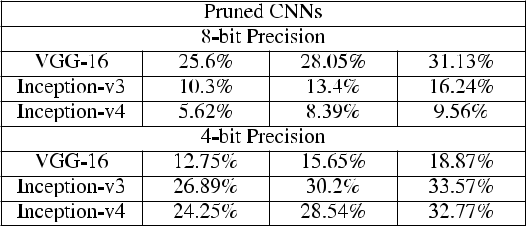 Pruned CNNs
8-bit Precision
VGG-16 25.6% 28.05% 31.13%
Inception-v3 10.3% 13.4% 16.24%
Inception-v4 5.62% 8.39% 9.56%
4-bit Precision
VGG-16 12.75% 15.65% 18.87%
Inception-v3 26.89% 30.2% 33.57%
Inception-v4 24.25% 28.54% 32.77%